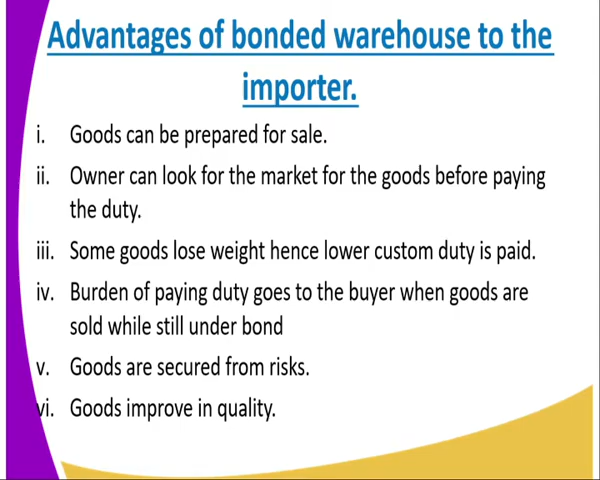 Advantages of bonded warehouse to the
importer.
i. Goods can be prepared for sale.
ii. Owner can look for the market for the goods before paying
the duty.
iii. Some goods lose weight hence lower custom duty is paid.
iv. Burden of paying duty goes to the buyer when goods are
sold while still under bond
v. Goods are secured from risks.
vi. Goods improve in quality.